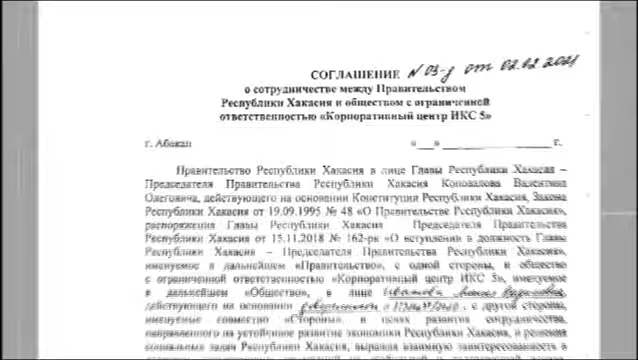 СОГЛАШЕНИЕ № 03-д от 02.02.2021
о сотрудничестве между Правительством
Республики Хакасия и обществом с ограниченной
ответственностью «Корпоративный центр ИКС 5»
г. Абакан «__» ____________ г.
Правительство Республики Хакасия в лице Главы Республики Хакасия –
Председателя Правительства Республики Хакасия Коновалова Валентина
Олеговича, действующего на основании Конституции Республики Хакасия, Закона
Республики Хакасия от 19.09.1995 № 48 «О Правительстве Республики Хакасия»,
распоряжения Главы Республики Хакасия Председателя Правительства
Республики Хакасия от 15.11.2018 № 162-рп «О вступлении в должность Главы
Республики Хакасия – Председателя Правительства Республики Хакасия»,
именуемое в дальнейшем «Правительство», с одной стороны, и общество
с ограниченной ответственностью «Корпоративный центр ИКС 5», именуемое
в дальнейшем «Общество», в лице
действующего на основании с другой стороны,
именуемые совместно «Стороны», в целях развития сотрудничества,
направленного на устойчивое развитие экономики Республики Хакасия, и решения
социальных задач Республики Хакасия, выражая взаимную заинтересованность в